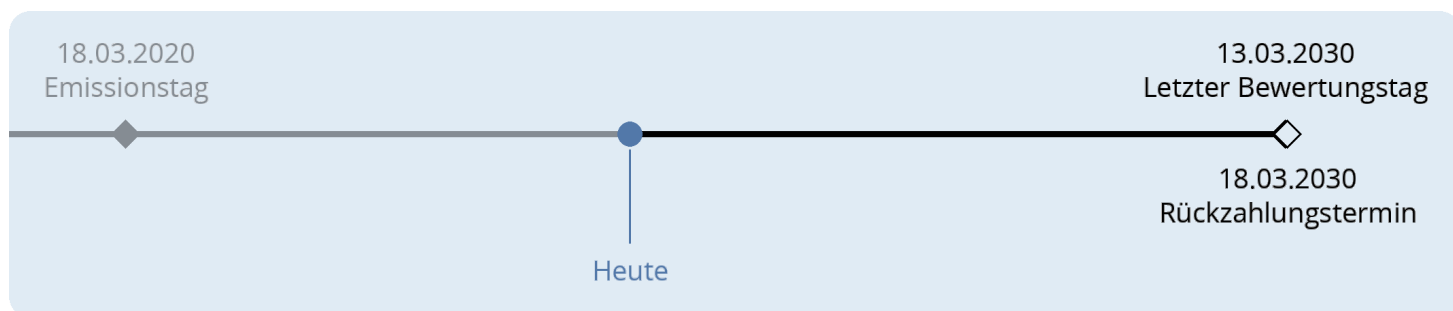 18.03.2020
Emissionstag
13.03.2030
Letzter Bewertungstag
18.03.2030
Rückzahlungstermin
Heute